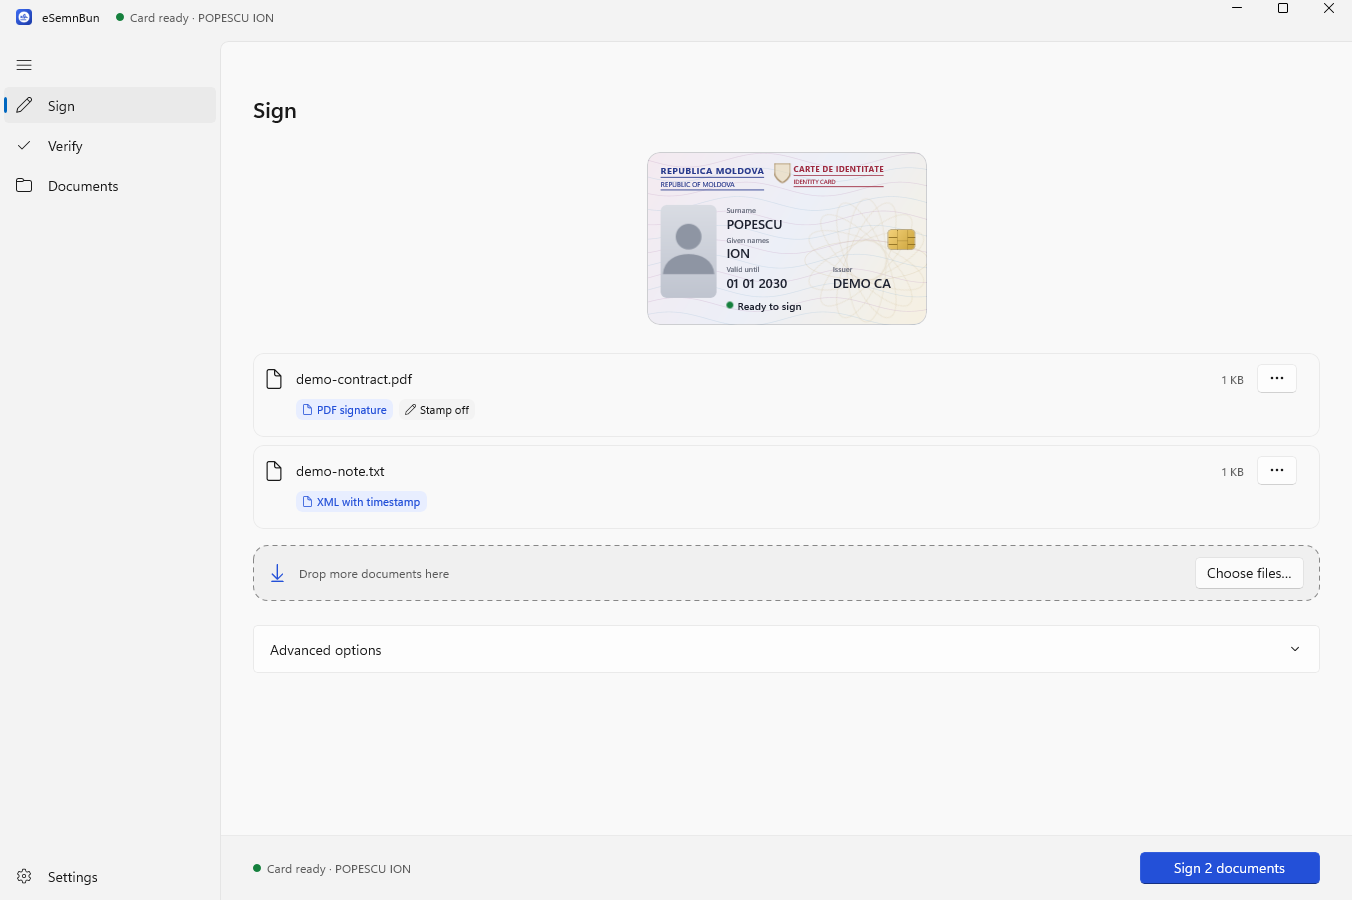 eSemnBun
Card ready · POPESCU ION
Sign
Verify
Documents
Settings
Sign
REPUBLICA MOLDOVA
REPUBLIC OF MOLDOVA
CARTE DE IDENTITATE
IDENTITY CARD
Surname
POPESCU
Given names
ION
Valid until
01 01 2030
Issuer
DEMO CA
Ready to sign
demo-contract.pdf
1 KB
PDF signature
Stamp off
demo-note.txt
1 KB
XML with timestamp
Drop more documents here
Choose files...
Advanced options
Card ready · POPESCU ION
Sign 2 documents